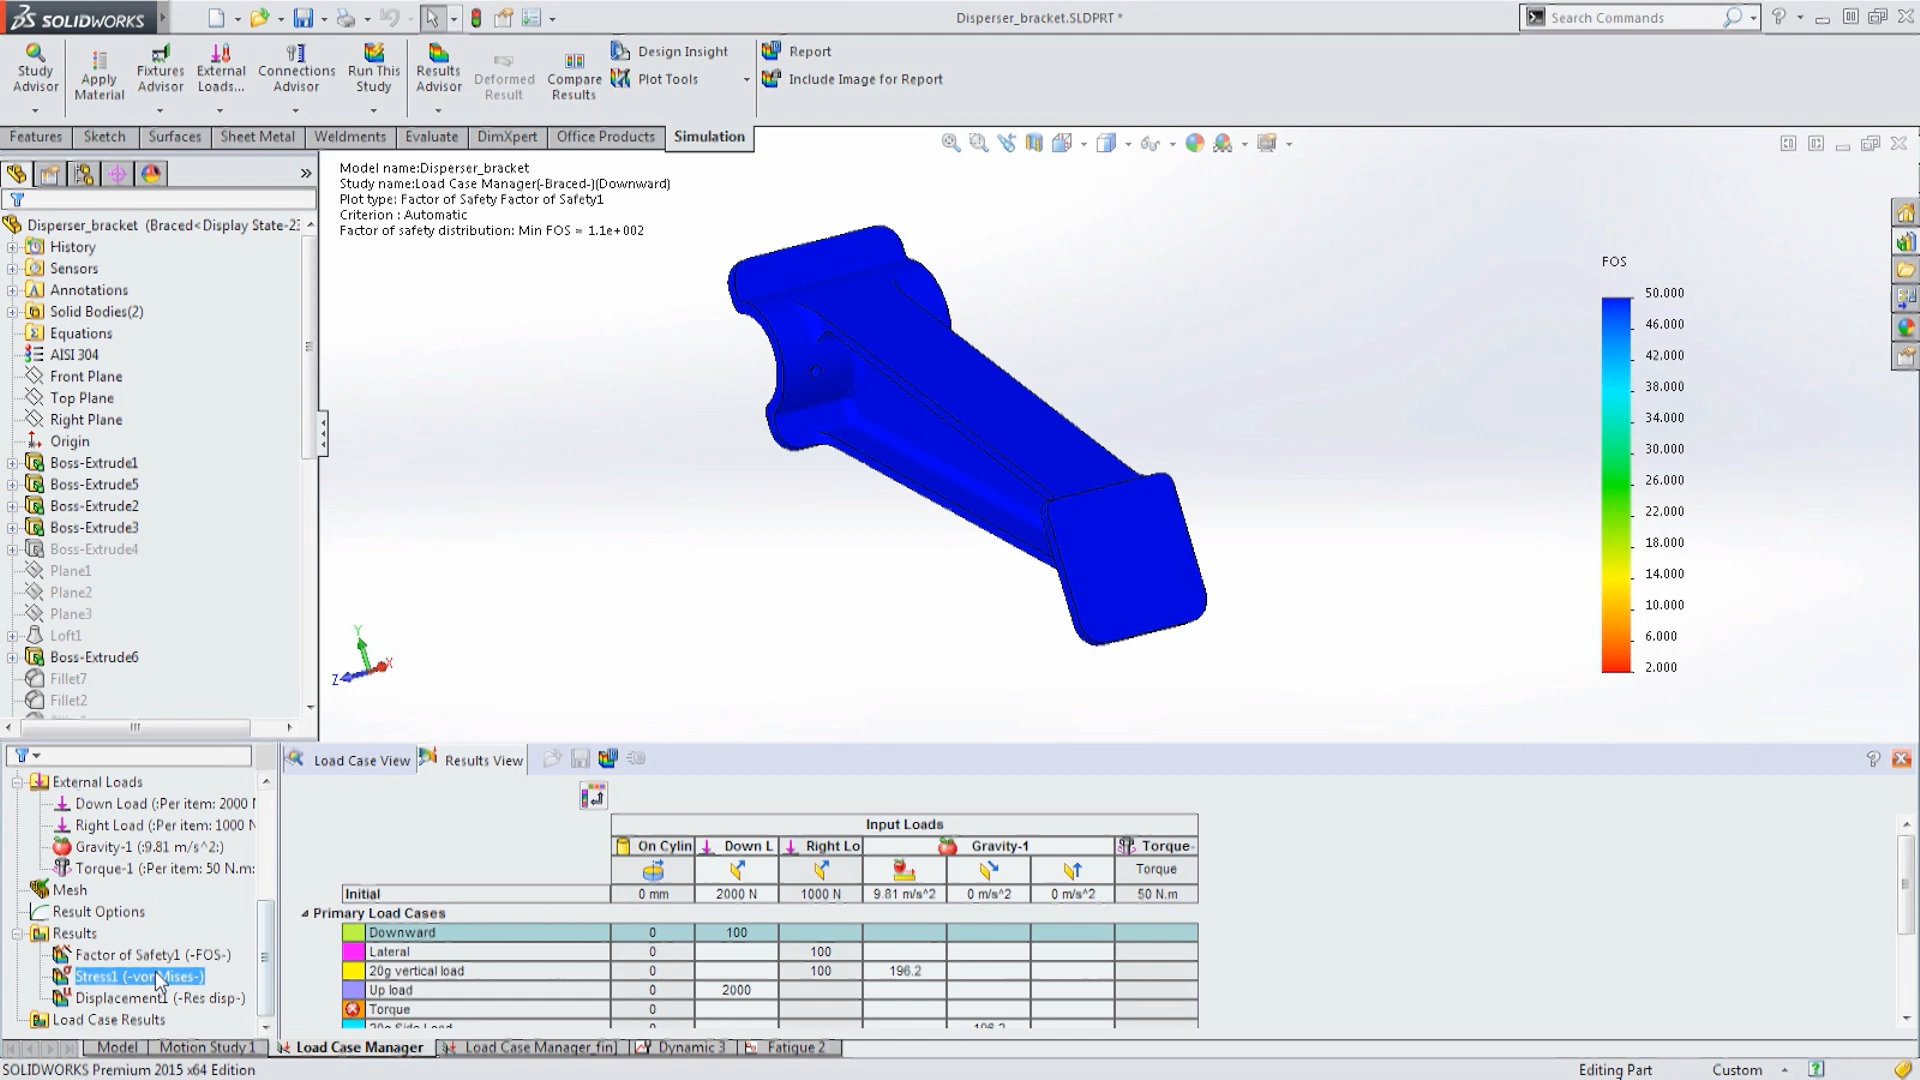 SOLIDWORKS
Disperser_bracket.SLDPRT *
Search Commands
Study Advisor
Apply Material
Fixtures Advisor
External Loads...
Connections Advisor
Run This Study
Results Advisor
Deformed Result
Compare Results
Design Insight
Plot Tools
Report
Include Image for Report
Features Sketch Surfaces Sheet Metal Weldments Evaluate DimXpert Office Products Simulation
Disperser_bracket (Braced<Display State-23
History
Sensors
Annotations
Solid Bodies(2)
Equations
AISI 304
Front Plane
Top Plane
Right Plane
Origin
Boss-Extrude1
Boss-Extrude5
Boss-Extrude2
Boss-Extrude3
Boss-Extrude4
Plane1
Plane2
Plane3
Loft1
Boss-Extrude6
Fillet7
Fillet2
Model name:Disperser_bracket
Study name:Load Case Manager(-Braced-)(Downward)
Plot type: Factor of Safety Factor of Safety1
Criterion : Automatic
Factor of safety distribution: Min FOS = 1.1e+002
Y
X
Z
FOS
50.000
46.000
42.000
38.000
34.000
30.000
26.000
22.000
18.000
14.000
10.000
6.000
2.000
External Loads
Down Load (:Per item: 2000 N
Right Load (:Per item: 1000 N
Gravity-1 (:9.81 m/s^2:)
Torque-1 (:Per item: 50 N.m:
Mesh
Result Options
Results
Factor of Safety1 (-FOS-)
Stress1 (-von Mises-)
Displacement1 (-Res disp-)
Load Case Results
Load Case View Results View
Input Loads
On Cylin Down L Right Lo Gravity-1 Torque-
Torque
Initial 0 mm 2000 N 1000 N 9.81 m/s^2 0 m/s^2 0 m/s^2 50 N.m
Primary Load Cases
Downward 0 100
Lateral 0 100
20g vertical load 0 100 196.2
Up load 0 2000
Torque 0
20g Side Load 196.2
Model Motion Study 1 Load Case Manager Load Case Manager_fin] Dynamic 3 Fatigue 2
SOLIDWORKS Premium 2015 x64 Edition
Editing Part
Custom